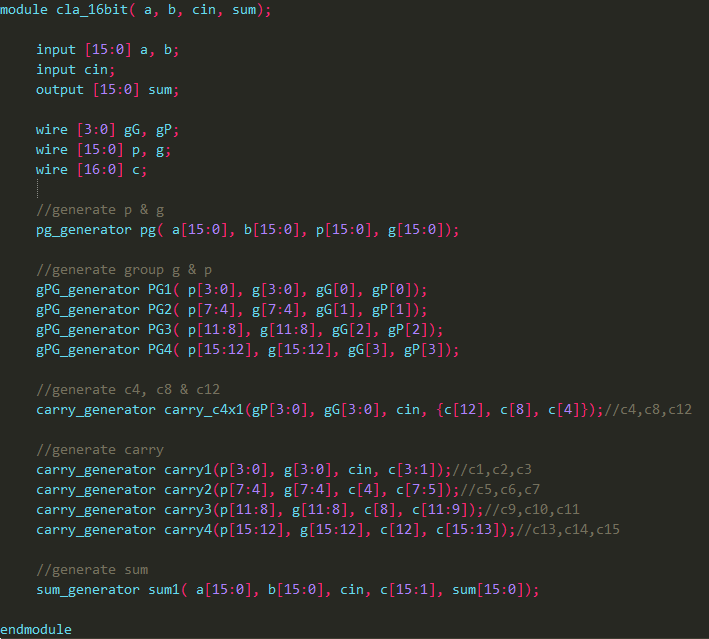 module cla_16bit( a, b, cin, sum);
input [15:0] a, b;
input cin;
output [15:0] sum;
wire [3:0] gG, gP;
wire [15:0] p, g;
wire [16:0] c;
//generate p & g
pg_generator pg( a[15:0], b[15:0], p[15:0], g[15:0]);
//generate group g & p
gPG_generator PG1( p[3:0], g[3:0], gG[0], gP[0]);
gPG_generator PG2( p[7:4], g[7:4], gG[1], gP[1]);
gPG_generator PG3( p[11:8], g[11:8], gG[2], gP[2]);
gPG_generator PG4( p[15:12], g[15:12], gG[3], gP[3]);
//generate c4, c8 & c12
carry_generator carry_c4x1(gP[3:0], gG[3:0], cin, {c[12], c[8], c[4]});//c4,c8,c12
//generate carry
carry_generator carry1(p[3:0], g[3:0], cin, c[3:1]);//c1,c2,c3
carry_generator carry2(p[7:4], g[7:4], c[4], c[7:5]);//c5,c6,c7
carry_generator carry3(p[11:8], g[11:8], c[8], c[11:9]);//c9,c10,c11
carry_generator carry4(p[15:12], g[15:12], c[12], c[15:13]);//c13,c14,c15
//generate sum
sum_generator sum1( a[15:0], b[15:0], cin, c[15:1], sum[15:0]);
endmodule